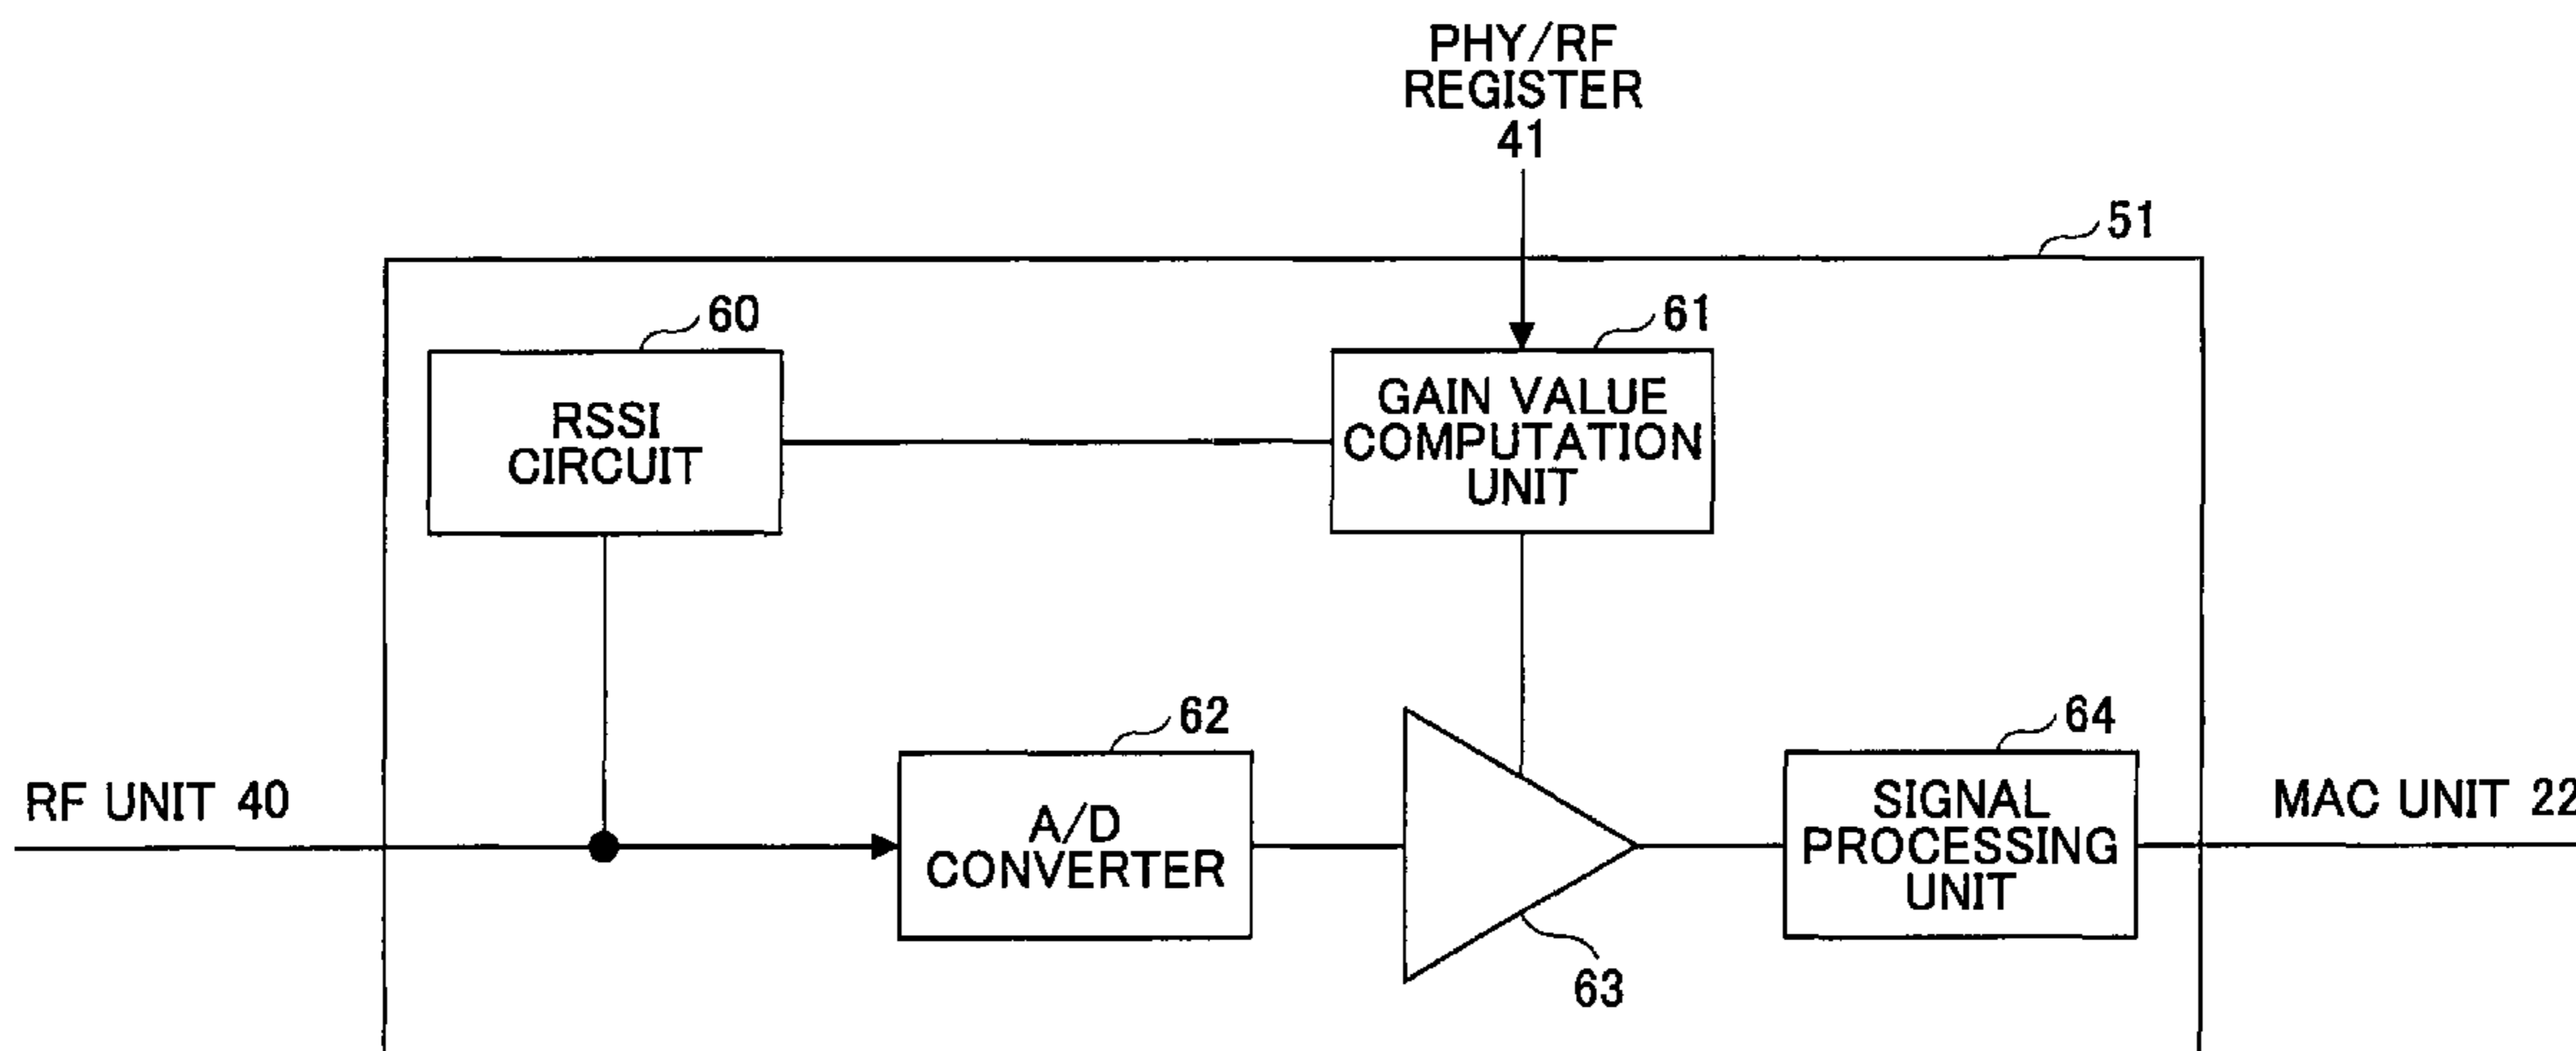 PHY/RF
REGISTER
41
51
60
61
RSSI
CIRCUIT
GAIN VALUE
COMPUTATION
UNIT
62
64
RF UNIT 40
A/D
CONVERTER
SIGNAL
PROCESSING
UNIT
MAC UNIT 22
63